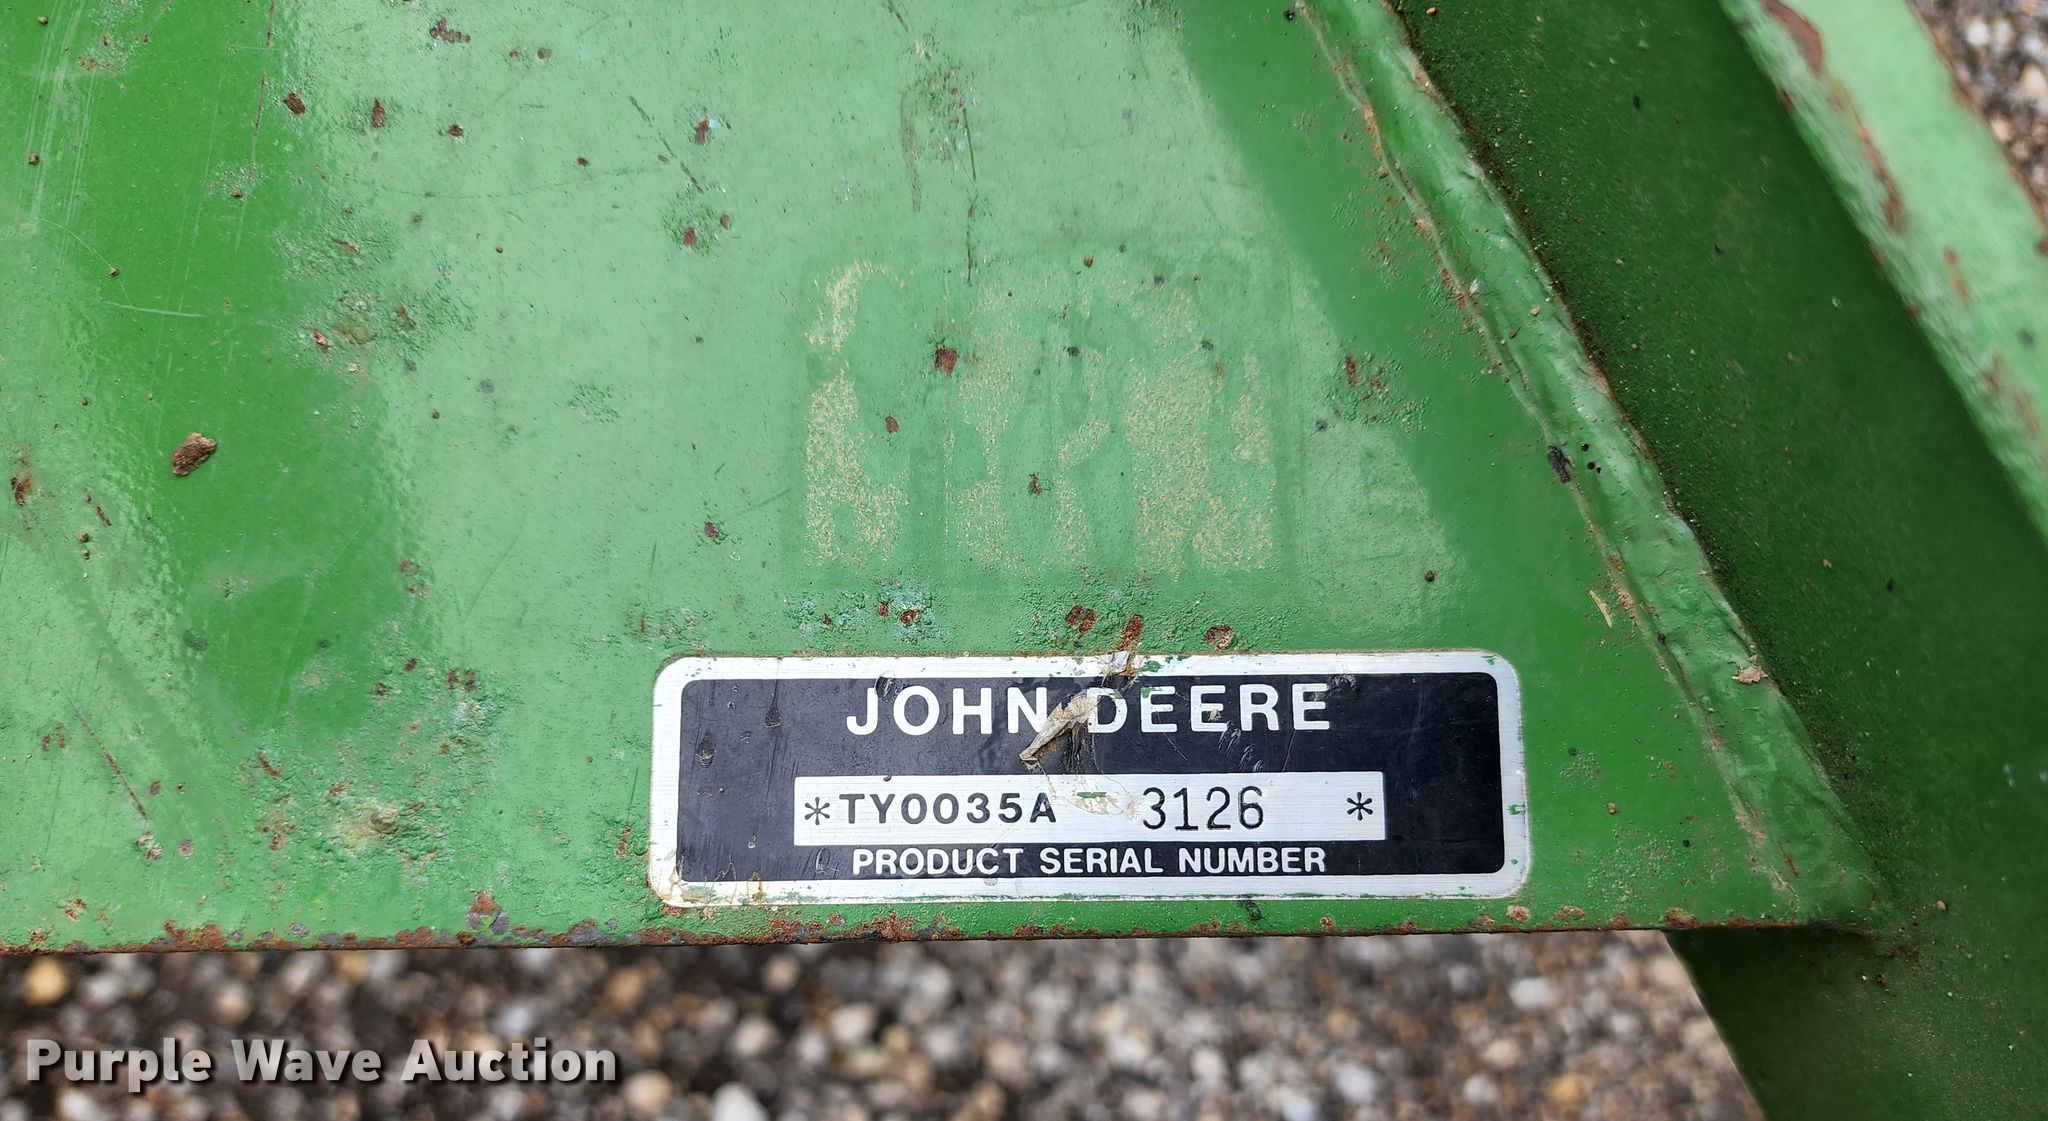 JOHN DEERE
*TY0035A - 3126 *
PRODUCT SERIAL NUMBER
Purple Wave Auction